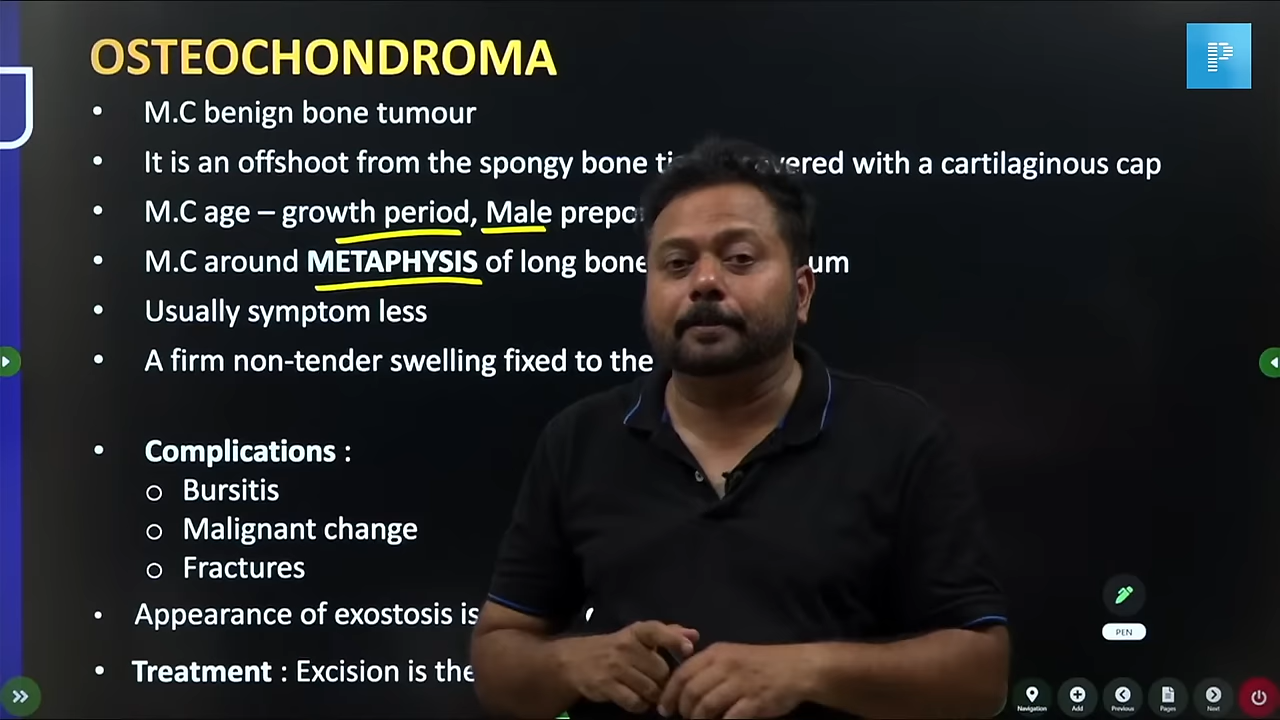 OSTEOCHONDROMA
• M.C benign bone tumour
• It is an offshoot from the spongy bone covered with a cartilaginous cap
• M.C age – growth period, Male
• M.C around METAPHYSIS of long bone
• Usually symptom less
• A firm non-tender swelling fixed to the
• Complications :
o Bursitis
o Malignant change
o Fractures
• Appearance of exostosis is
• Treatment : Excision is the
P
PEN
Navigation
Add
Previous
Pages
Next